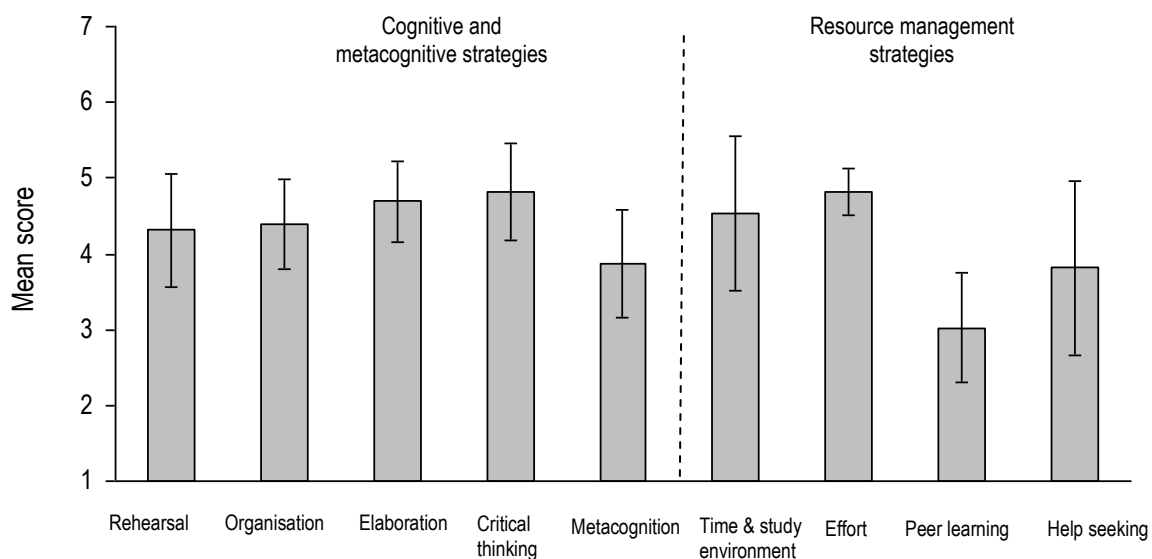 Cognitive and
metacognitive strategies
Resource management
strategies
7
6
5
4
3
2
1
Mean score
Rehearsal
Organisation
Elaboration
Critical
thinking
Metacognition
Time & study
environment
Effort
Peer learning
Help seeking